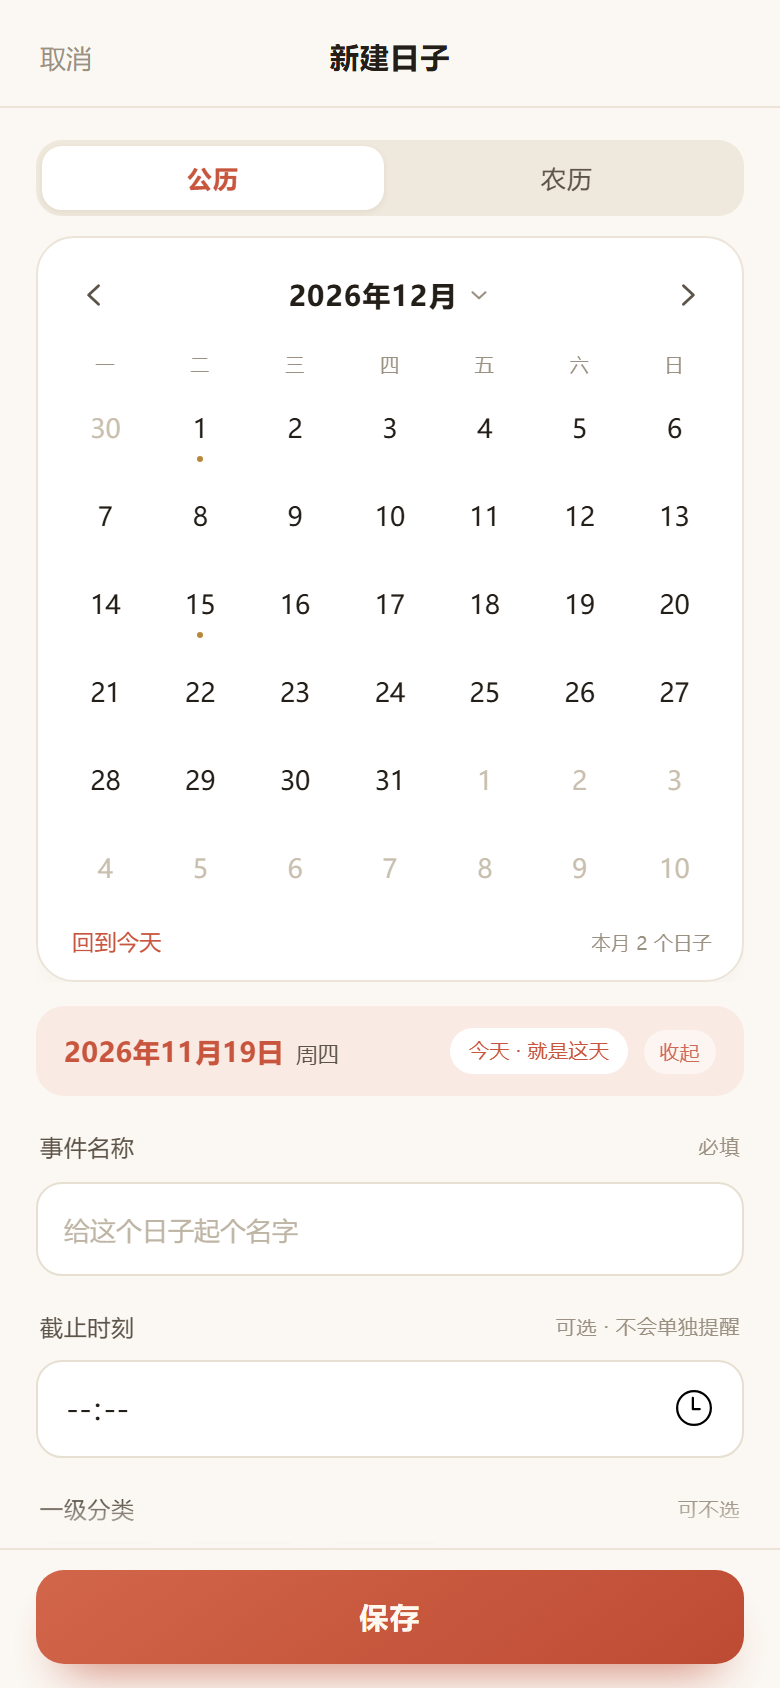 取消 新建日子
公历 农历
2026年12月
一 二 三 四 五 六 日
30 1 2 3 4 5 6
7 8 9 10 11 12 13
14 15 16 17 18 19 20
21 22 23 24 25 26 27
28 29 30 31 1 2 3
4 5 6 7 8 9 10
回到今天 本月 2 个日子
2026年11月19日 周四 今天 · 就是这天 收起
事件名称 必填
给这个日子起个名字
截止时刻 可选 · 不会单独提醒
--:--
一级分类 可不选
保存